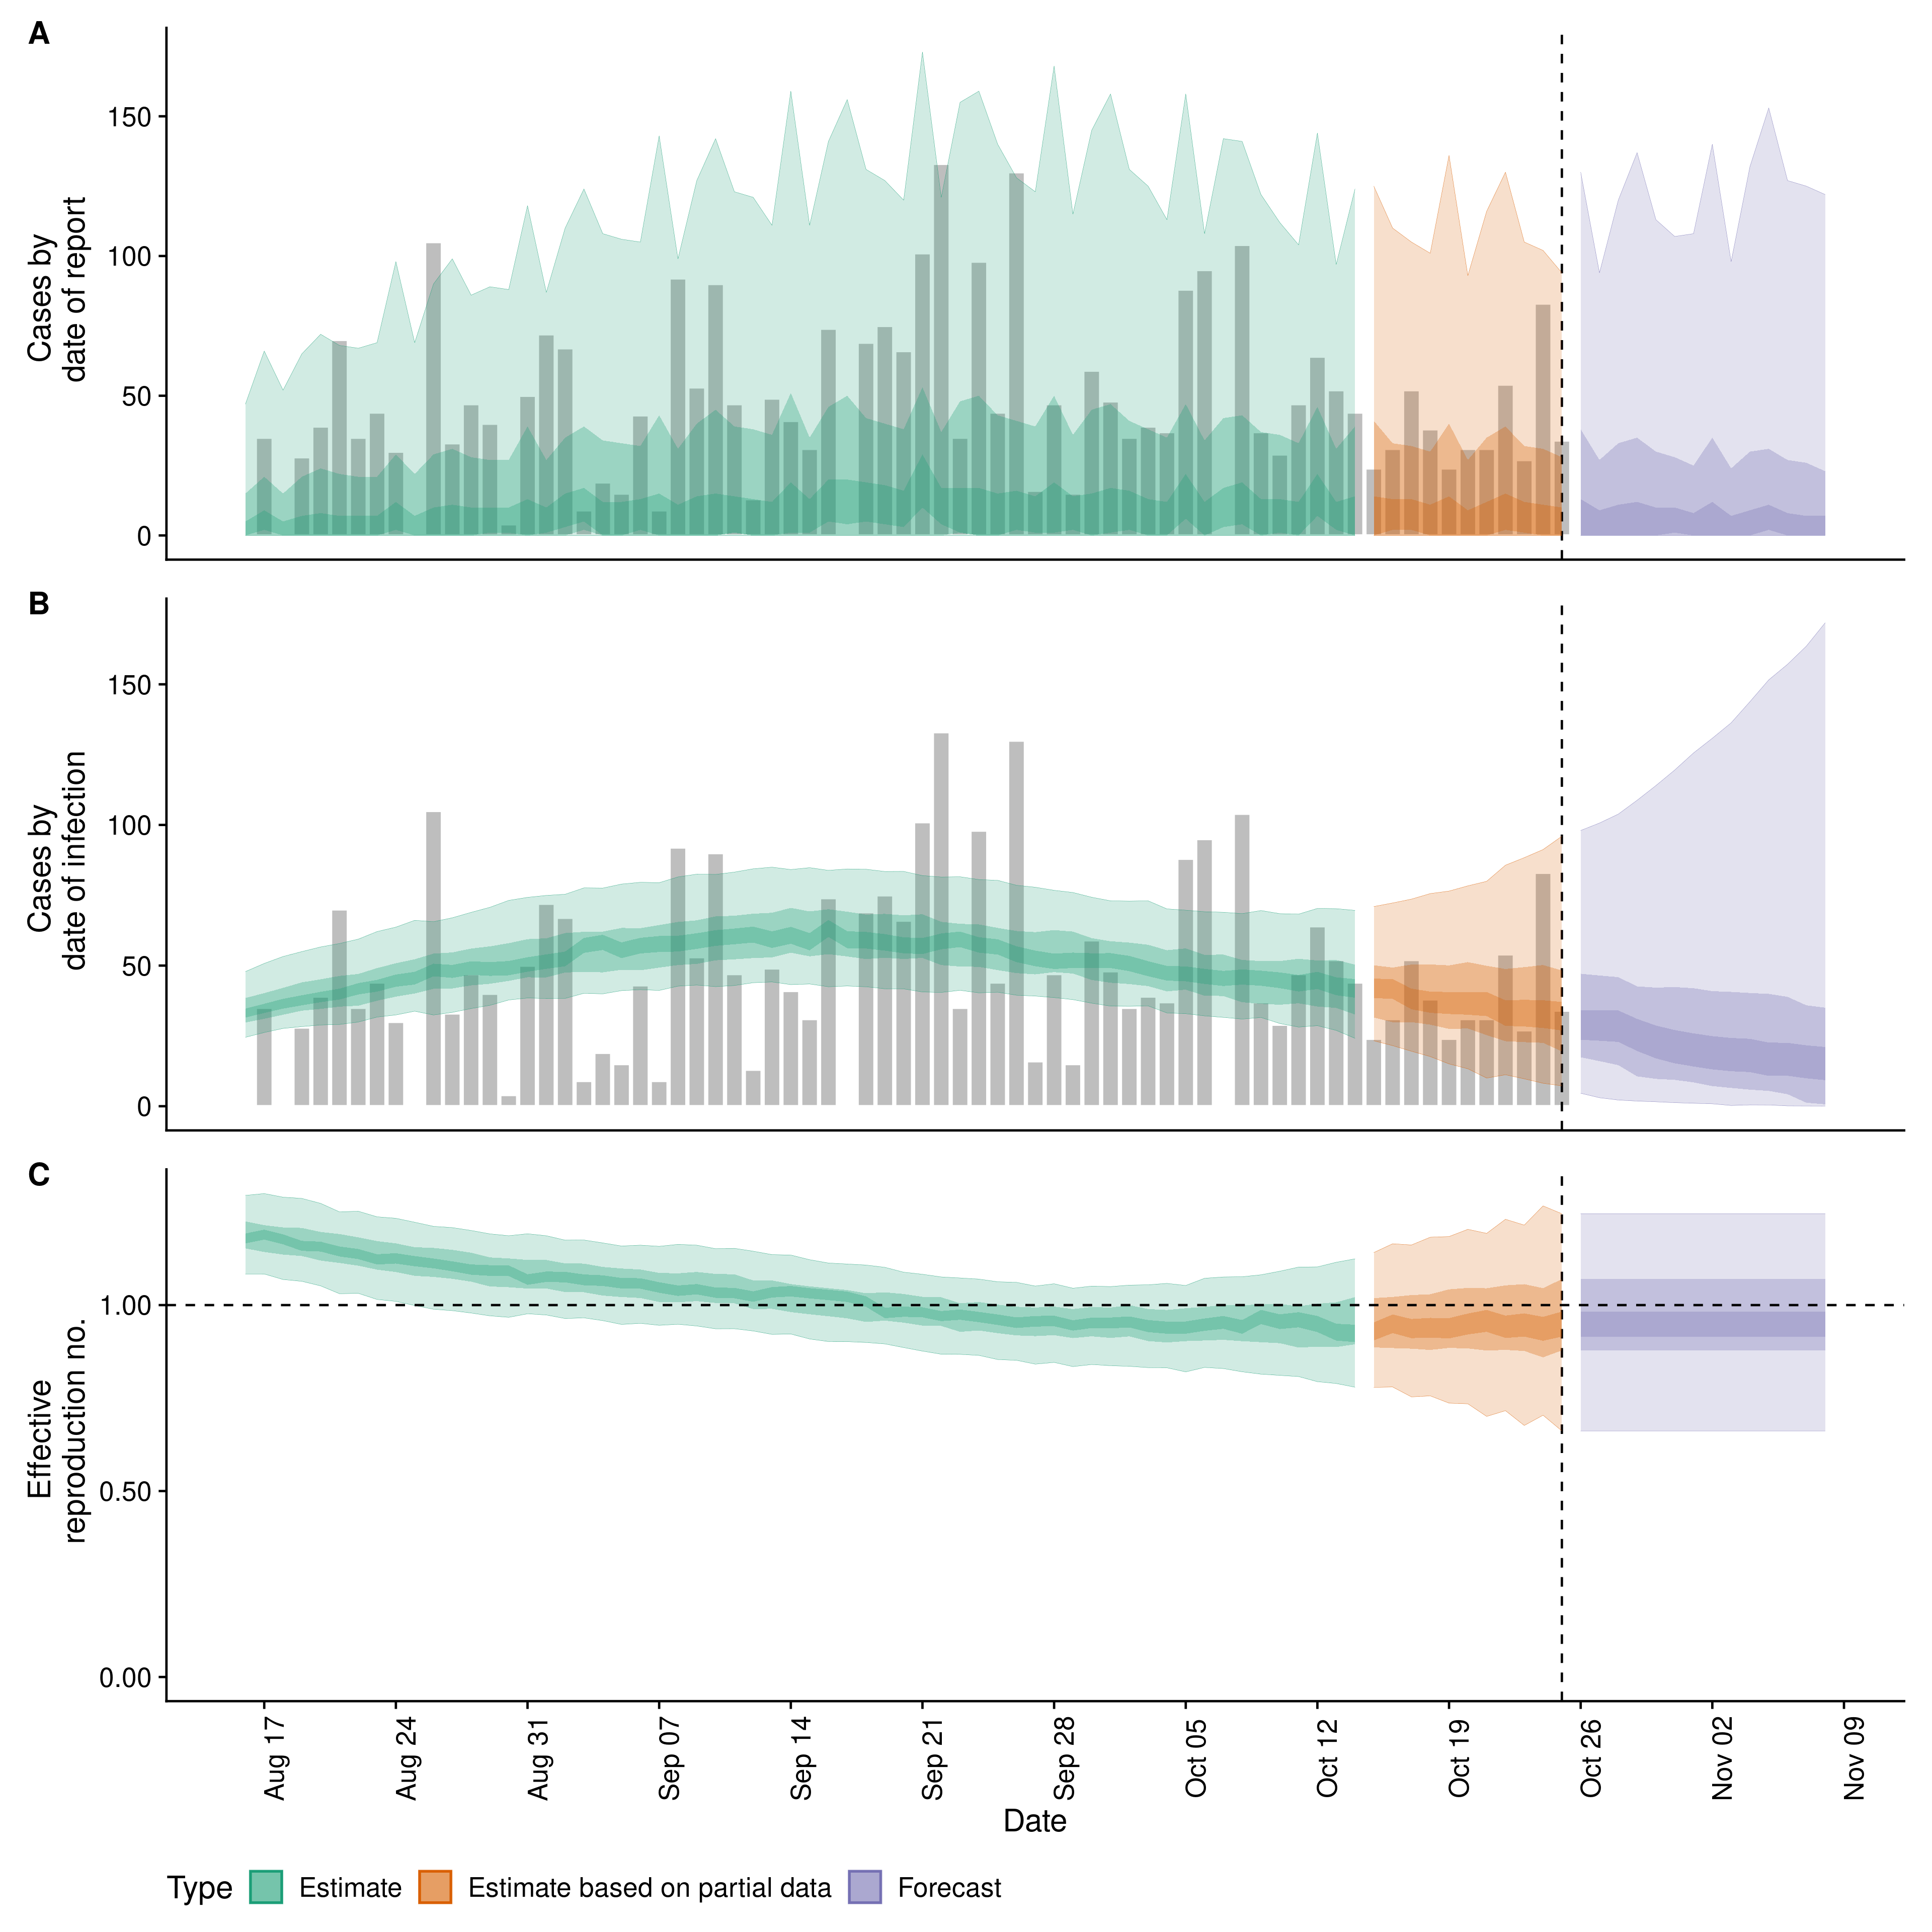 A
150
100
50
0
Cases by
date of report
B
150
100
50
0
Cases by
date of infection
C
1.00
0.50
0.00
Effective
reproduction no.
Aug 17
Aug 24
Aug 31
Sep 07
Sep 14
Sep 21
Sep 28
Oct 05
Oct 12
Oct 19
Oct 26
Nov 02
Nov 09
Date
Type Estimate Estimate based on partial data Forecast